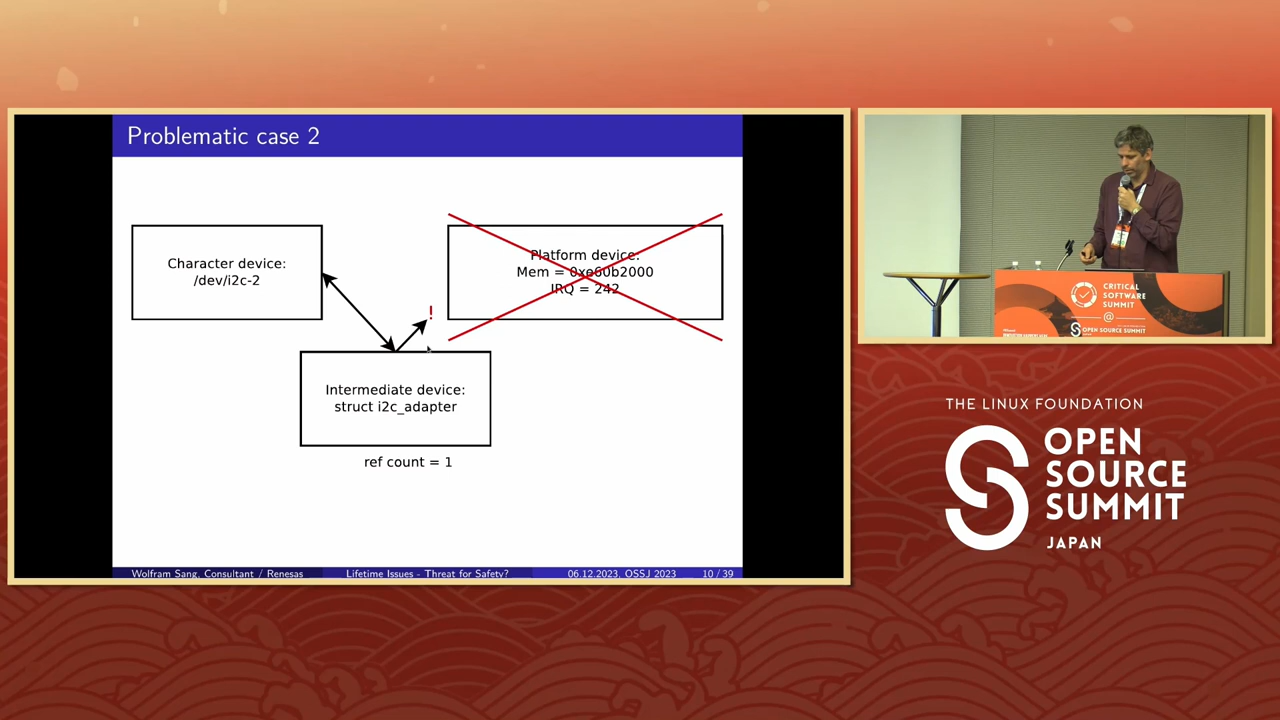 Problematic case 2
Character device:
/dev/i2c-2
Platform device:
Mem = 0xe60b2000
IRQ = 242
!
Intermediate device:
struct i2c_adapter
ref count = 1
Wolfram Sang, Consultant / Renesas
Lifetime Issues - Threat for Safety?
06.12.2023, OSSJ 2023
10 / 39
CRITICAL
SOFTWARE
SUMMIT
@
OPEN SOURCE SUMMIT
THE LINUX FOUNDATION
OPEN
SOURCE
SUMMIT
JAPAN